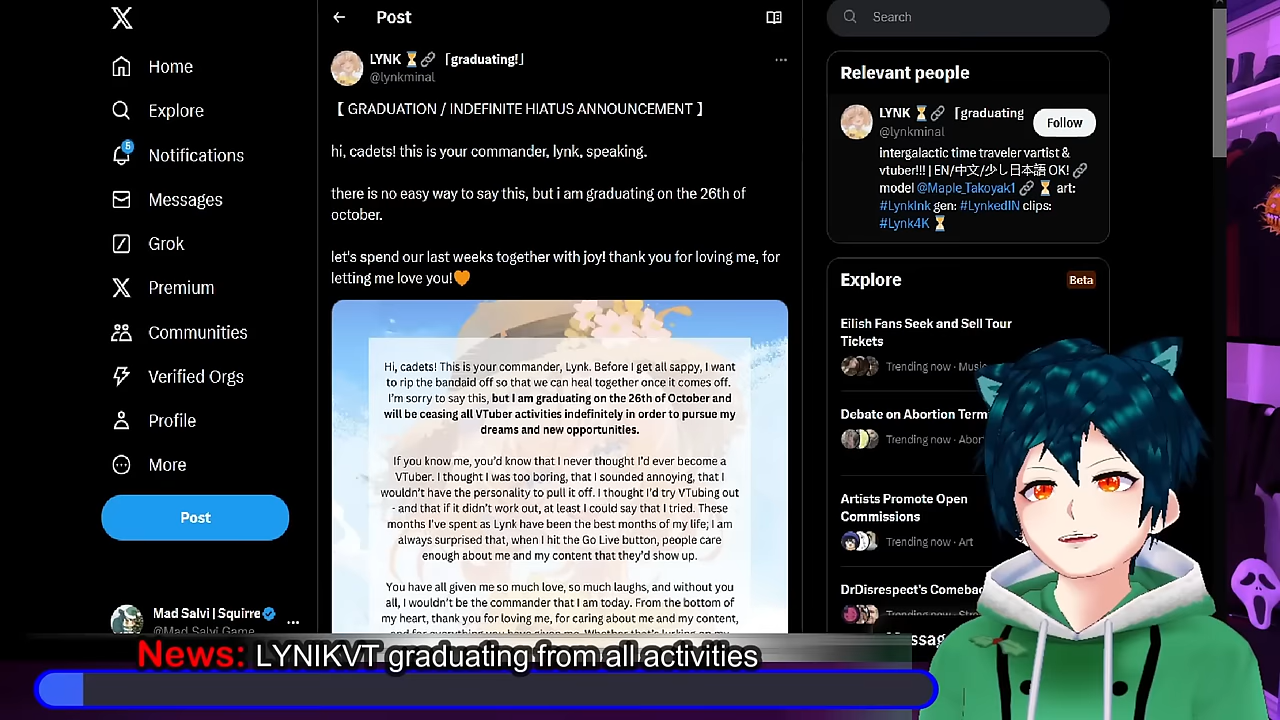 Post
Search
LYNK ⏳🔗 「graduating!」
@lynkminal
Home
Explore
5
Notifications
Messages
Grok
Premium
Communities
Verified Orgs
Profile
More
Post
Mad Salvi | Squirre
@Mad_Salvi_Game
【 GRADUATION / INDEFINITE HIATUS ANNOUNCEMENT 】
hi, cadets! this is your commander, lynk, speaking.
there is no easy way to say this, but i am graduating on the 26th of
october.
let's spend our last weeks together with joy! thank you for loving me, for
letting me love you!🧡
Hi, cadets! This is your commander, Lynk. Before I get all sappy, I want
to rip the bandaid off so that we can heal together once it comes off.
I'm sorry to say this, but I am graduating on the 26th of October and
will be ceasing all VTuber activities indefinitely in order to pursue my
dreams and new opportunities.
If you know me, you'd know that I never thought I'd ever become a
VTuber. I thought I was too boring, that I sounded annoying, that I
wouldn't have the personality to pull it off. I thought I'd try VTubing out
- and that if it didn't work out, at least I could say that I tried. These
months I've spent as Lynk have been the best months of my life; I am
always surprised that, when I hit the Go Live button, people care
enough about me and my content that they'd show up.
You have all given me so much love, so much laughs, and without you
all, I wouldn't be the commander that I am today. From the bottom of
my heart, thank you for loving me, for caring about me and my content,
Relevant people
LYNK ⏳🔗 「graduating
@lynkminal
Follow
intergalactic time traveler vartist &
vtuber!!! | EN/中文/少し日本語 OK! 🔗
model @Maple_Takoyak1 🔗 ⏳ art:
#LynkInk gen: #LynkedIN clips:
#Lynk4K ⏳
Explore
Beta
Eilish Fans Seek and Sell Tour
Tickets
Trending now · Music
Debate on Abortion Term
Trending now · Abor
Artists Promote Open
Commissions
Trending now · Art
DrDisrespect's Comeba
Trending now
News: LYNIKVT graduating from all activities